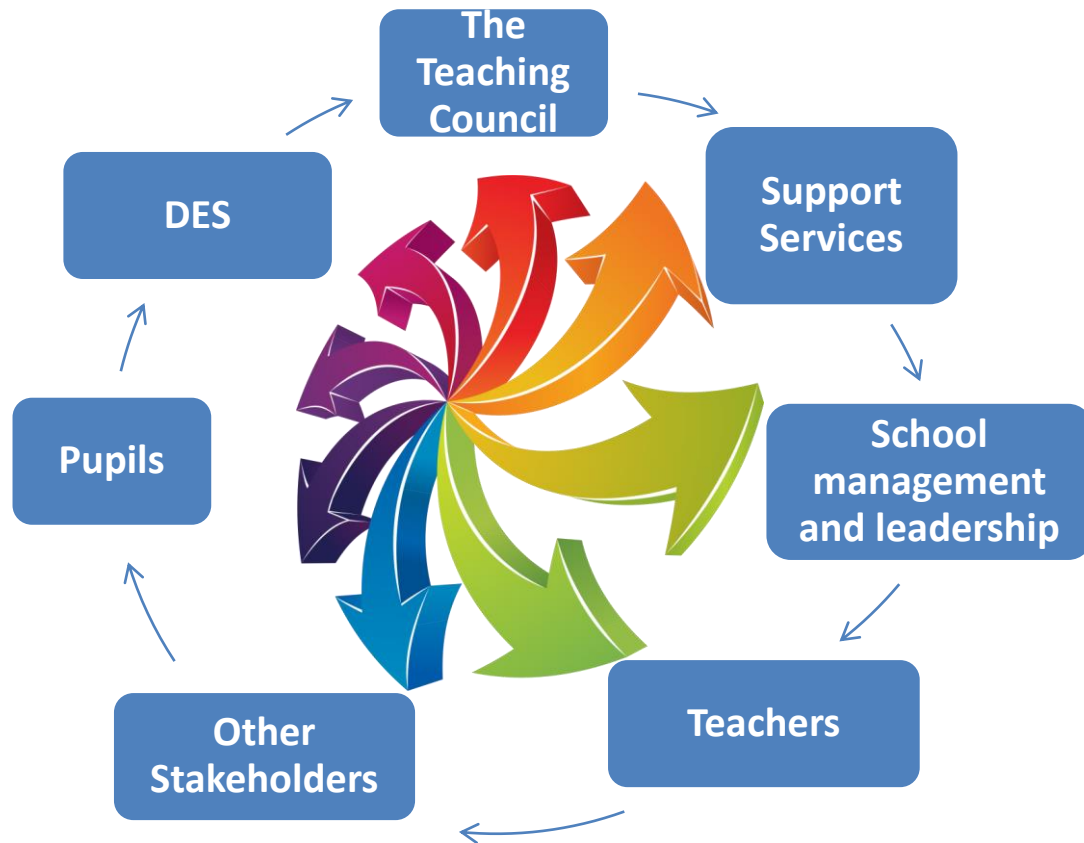 The
Teaching
Council
Support
Services
School
management
and leadership
Teachers
Other
Stakeholders
Pupils
DES